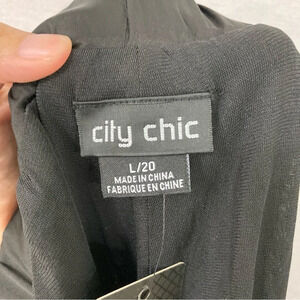 city chic
L/20
MADE IN CHINA
FABRIQUE EN CHINE